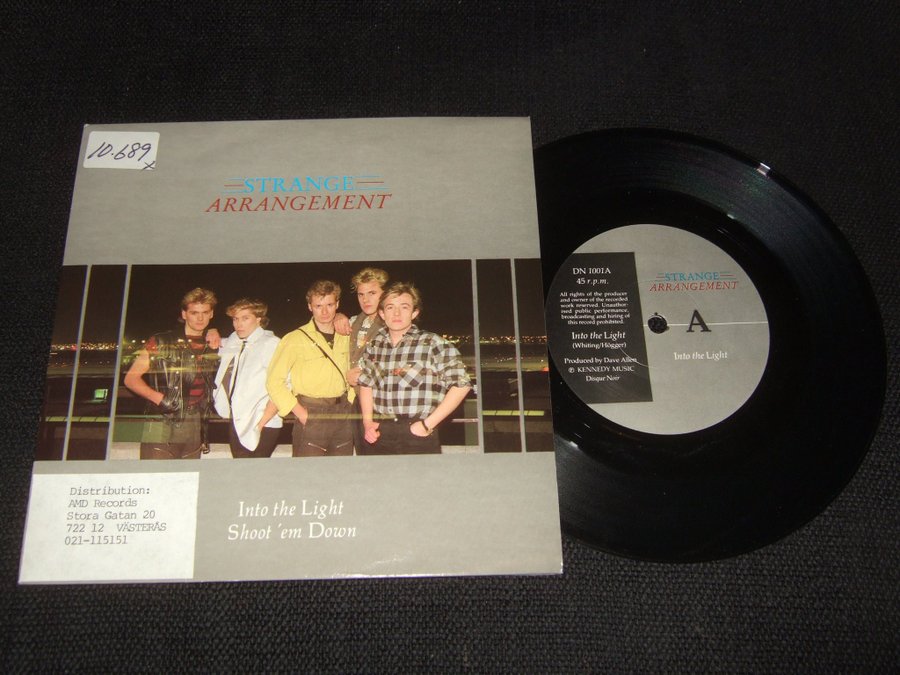 10.689
x
STRANGE
ARRANGEMENT
Distribution:
AMD Records
Stora Gatan 20
722 12 VÄSTERÅS
021-115151
Into the Light
Shoot 'em Down
DN 1001A
45 r.p.m.
All rights of the producer
and owner of the recorded
work reserved. Unauthor-
ised public performance,
broadcasting and hiring of
this record prohibited.
Into the Light
(Whiting/Högger)
Produced by Dave Allen
℗ KENNEDY MUSIC
Disque Noir
STRANGE
ARRANGEMENT
A
Into the Light